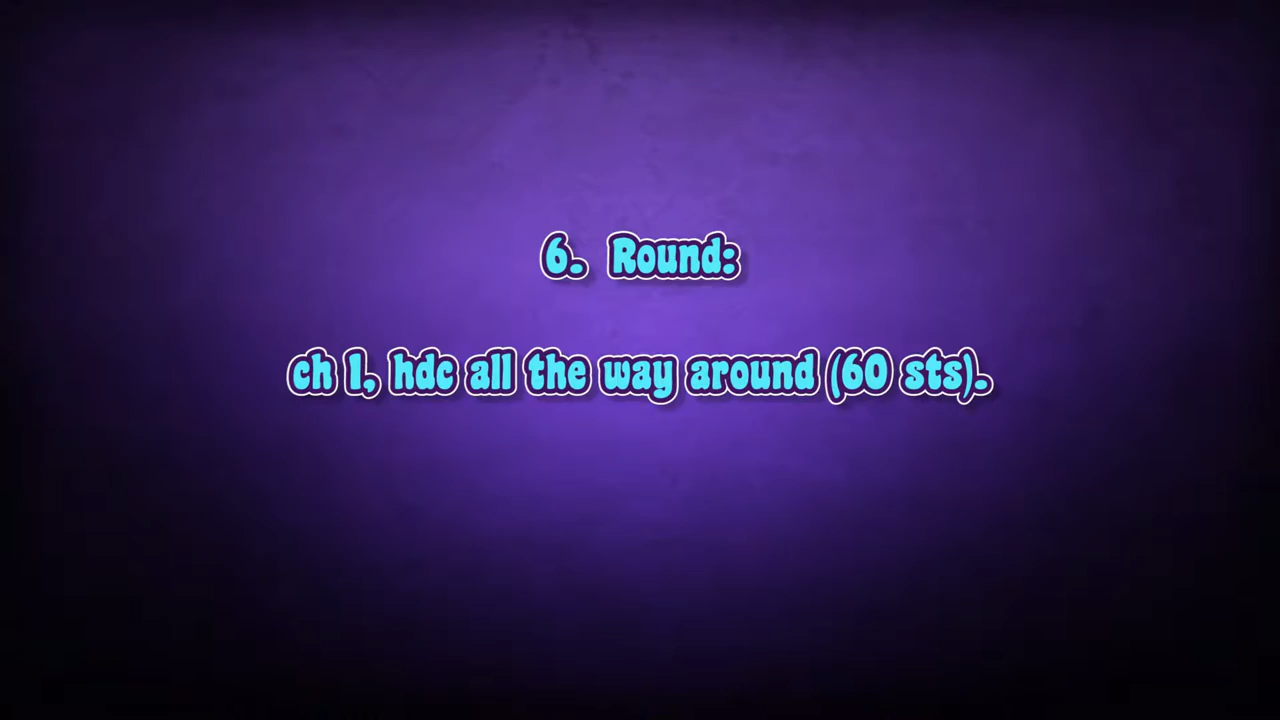 6. Round:
ch 1, hdc all the way around (60 sts).